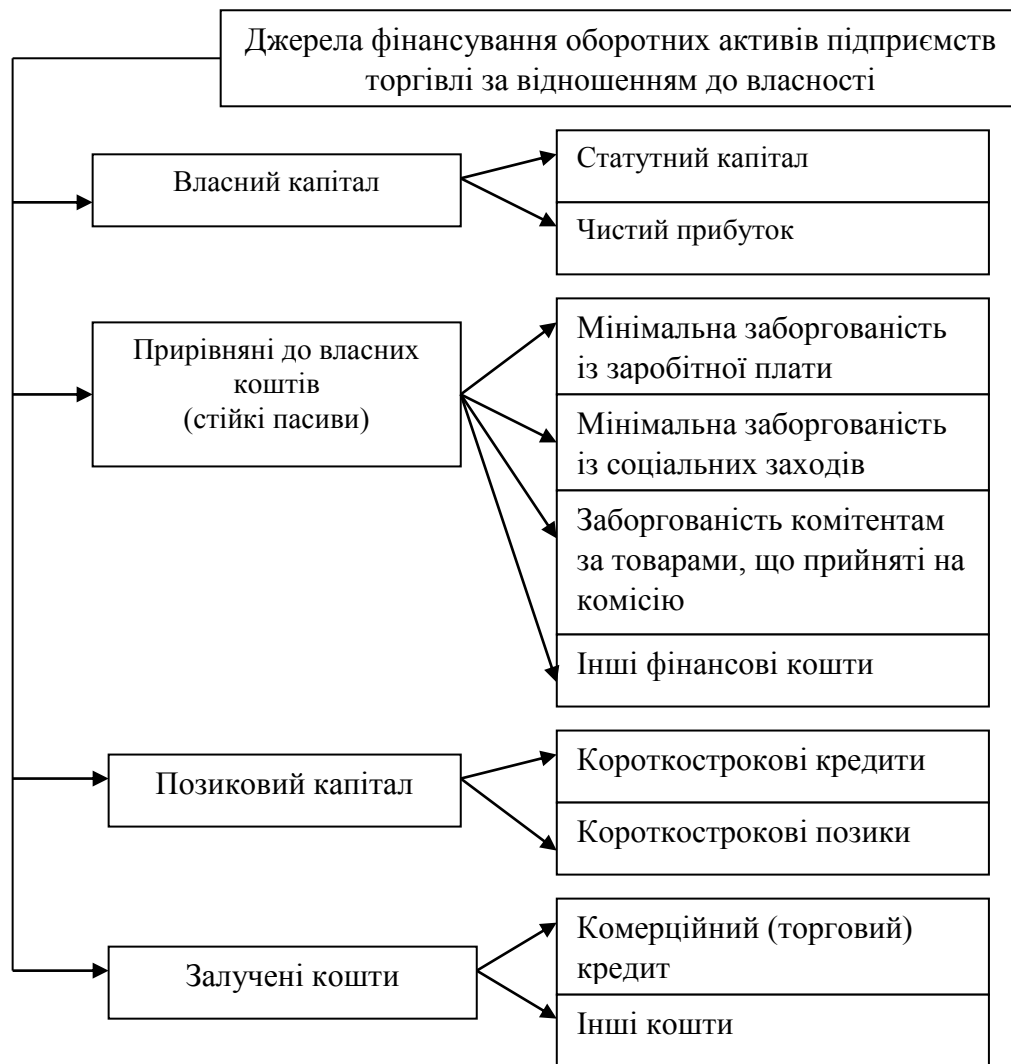 Джерела фінансування оборотних активів підприємств
торгівлі за відношенням до власності
Власний капітал
Статутний капітал
Чистий прибуток
Прирівняні до власних
коштів
(стійкі пасиви)
Мінімальна заборгованість
із заробітної плати
Мінімальна заборгованість
із соціальних заходів
Заборгованість комітентам
за товарами, що прийняті на
комісію
Інші фінансові кошти
Позиковий капітал
Короткострокові кредити
Короткострокові позики
Залучені кошти
Комерційний (торговий)
кредит
Інші кошти